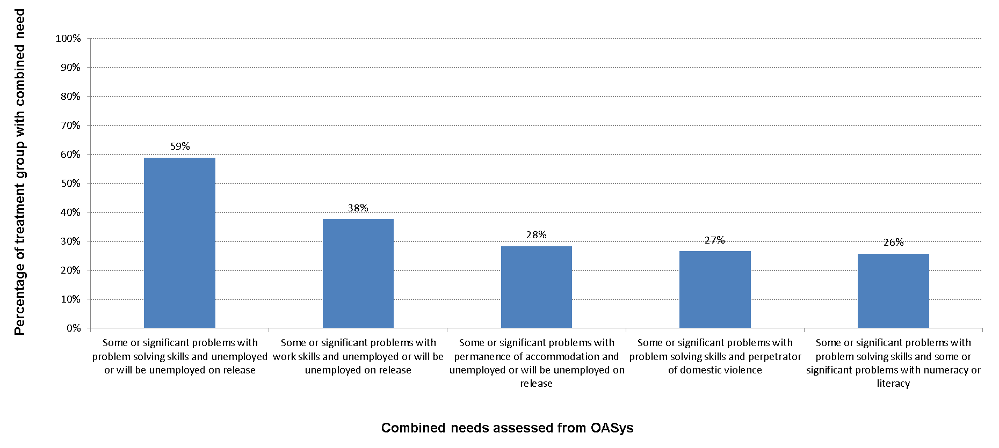 Percentage of treatment group with combined need
100%
90%
80%
70%
60%
50%
40%
30%
20%
10%
0%
59%
38%
28%
27%
26%
Some or significant problems with
problem solving skills and unemployed
or will be unemployed on release
Some or significant problems with
work skills and unemployed or will be
unemployed on release
Some or significant problems with
permanence of accommodation and
unemployed or will be unemployed on
release
Some or significant problems with
problem solving skills and perpetrator
of domestic violence
Some or significant problems with
problem solving skills and some or
significant problems with numeracy or
literacy
Combined needs assessed from OASys